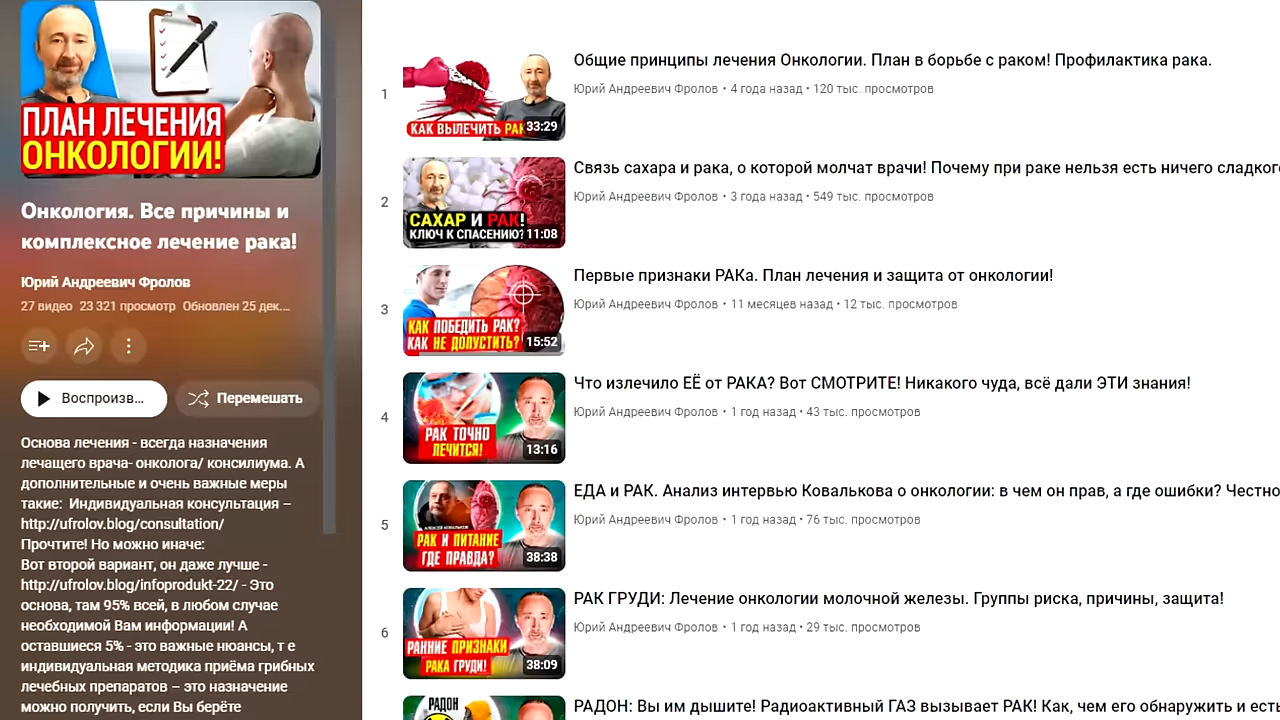 ПЛАН ЛЕЧЕНИЯ
ОНКОЛОГИИ!
Онкология. Все причины и
комплексное лечение рака!
Юрий Андреевич Фролов
27 видео 23 321 просмотр Обновлен 25 дек....
Воспроизв...
Перемешать
Основа лечения - всегда назначения
лечащего врача- онколога/ консилиума. А
дополнительные и очень важные меры
такие: Индивидуальная консультация –
http://ufrolov.blog/consultation/
Прочтите! Но можно иначе:
Вот второй вариант, он даже лучше -
http://ufrolov.blog/infoprodukt-22/ - Это
основа, там 95% всей, в любом случае
необходимой Вам информации! А
оставшиеся 5% - это важные нюансы, т е
индивидуальная методика приёма грибных
лечебных препаратов – это назначение
можно получить, если Вы берёте
1
КАК ВЫЛЕЧИТЬ
33:29
Общие принципы лечения Онкологии. План в борьбе с раком! Профилактика рака.
Юрий Андреевич Фролов • 4 года назад • 120 тыс. просмотров
2
САХАР И РАК!
КЛЮЧ К СПАСЕНИЮ?
11:08
Связь сахара и рака, о которой молчат врачи! Почему при раке нельзя есть ничего сладког
Юрий Андреевич Фролов • 3 года назад • 549 тыс. просмотров
3
КАК ПОБЕДИТЬ РАК?
КАК НЕ ДОПУСТИТЬ?
15:52
Первые признаки РАКа. План лечения и защита от онкологии!
Юрий Андреевич Фролов • 11 месяцев назад • 12 тыс. просмотров
4
РАК ТОЧНО
ЛЕЧИТСЯ!
13:16
Что излечило ЕЁ от РАКА? Вот СМОТРИТЕ! Никакого чуда, всё дали ЭТИ знания!
Юрий Андреевич Фролов • 1 год назад • 43 тыс. просмотров
5
АЛЕКСЕЙ КОВАЛЬКОВ
РАК И ПИТАНИЕ
ГДЕ ПРАВДА?
38:38
ЕДА и РАК. Анализ интервью Ковалькова о онкологии: в чем он прав, а где ошибки? Честно
Юрий Андреевич Фролов • 1 год назад • 76 тыс. просмотров
6
РАННИЕ ПРИЗНАКИ
РАКА ГРУДИ!
38:09
РАК ГРУДИ: Лечение онкологии молочной железы. Группы риска, причины, защита!
Юрий Андреевич Фролов • 1 год назад • 29 тыс. просмотров
РАДОН
РАДОН: Вы им дышите! Радиоактивный ГАЗ вызывает РАК! Как, чем его обнаружить и есть